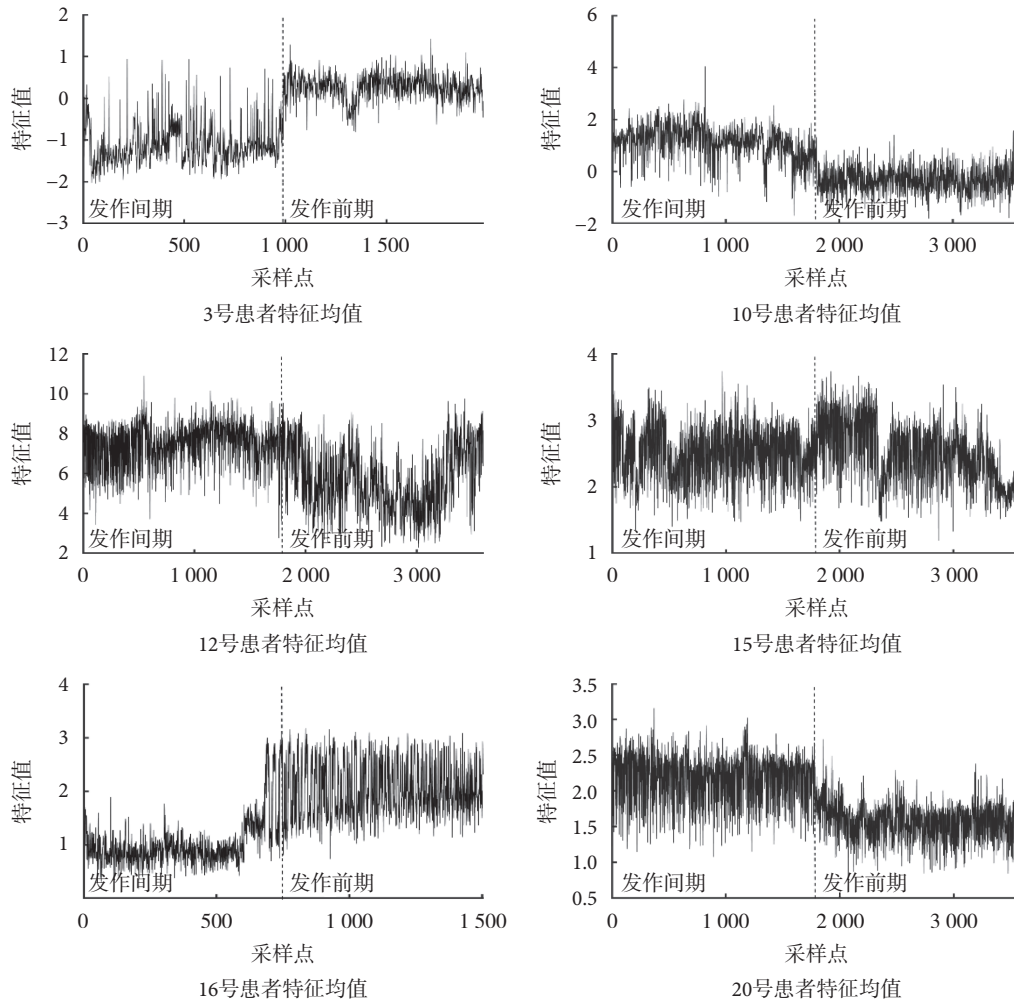 2
1
0
−1
−2
−3
特征值
发作间期
发作前期
0
500
1 000
1 500
采样点
3号患者特征均值
6
4
2
0
−2
特征值
发作间期
发作前期
0
1 000
2 000
3 000
采样点
10号患者特征均值
12
10
8
6
4
2
特征值
发作间期
发作前期
0
1 000
2 000
3 000
采样点
12号患者特征均值
4
3
2
1
特征值
发作间期
发作前期
0
1 000
2 000
3 000
采样点
15号患者特征均值
4
3
2
1
特征值
发作间期
发作前期
0
500
1 000
1 500
采样点
16号患者特征均值
3.5
3.0
2.5
2.0
1.5
1.0
0.5
特征值
发作间期
发作前期
0
1 000
2 000
3 000
采样点
20号患者特征均值